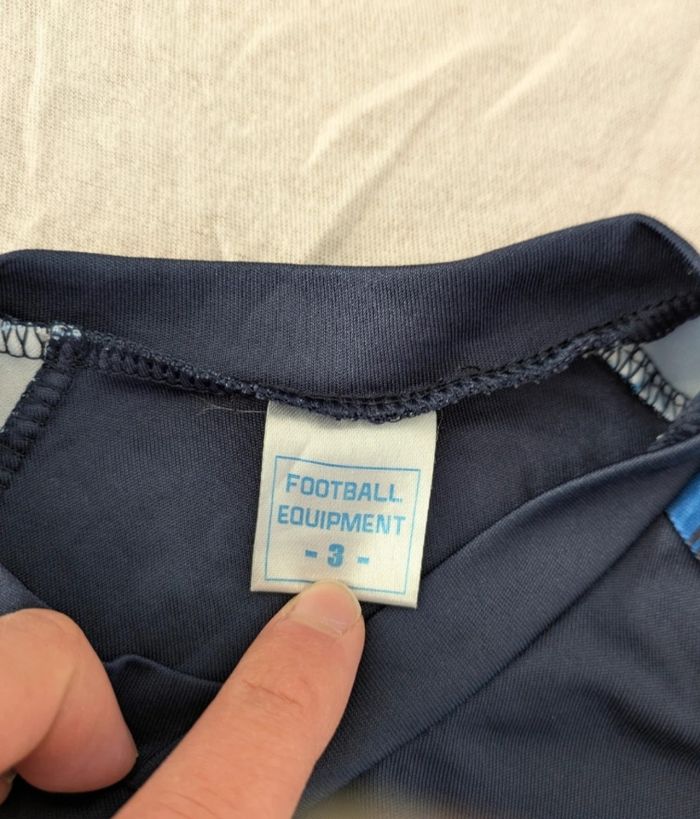 FOOTBALL
EQUIPMENT
- 3 -